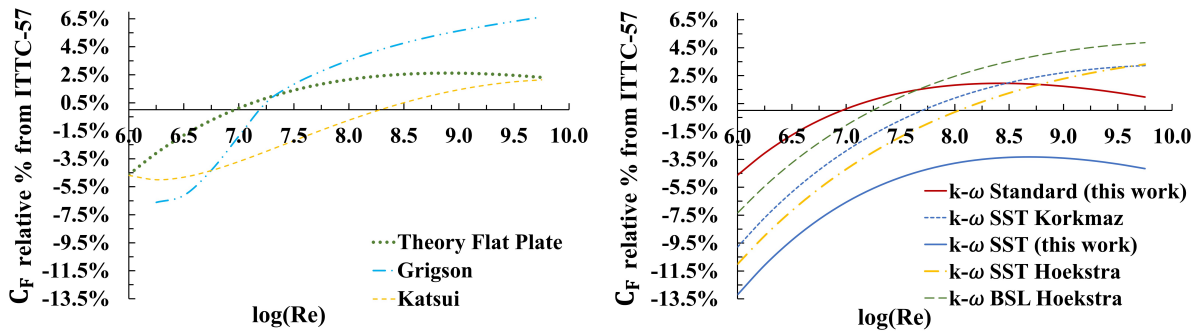 C_F relative % from ITTC-57
6.5%
4.5%
2.5%
0.5%
-1.5%
-3.5%
-5.5%
-7.5%
-9.5%
-11.5%
-13.5%
6.0 6.5 7.0 7.5 8.0 8.5 9.0 9.5 10.0
Theory Flat Plate
Grigson
Katsui
log(Re)
C_F relative % from ITTC-57
6.5%
4.5%
2.5%
0.5%
-1.5%
-3.5%
-5.5%
-7.5%
-9.5%
-11.5%
-13.5%
6.0 6.5 7.0 7.5 8.0 8.5 9.0 9.5 10.0
k-ω Standard (this work)
k-ω SST Korkmaz
k-ω SST (this work)
k-ω SST Hoekstra
k-ω BSL Hoekstra
log(Re)